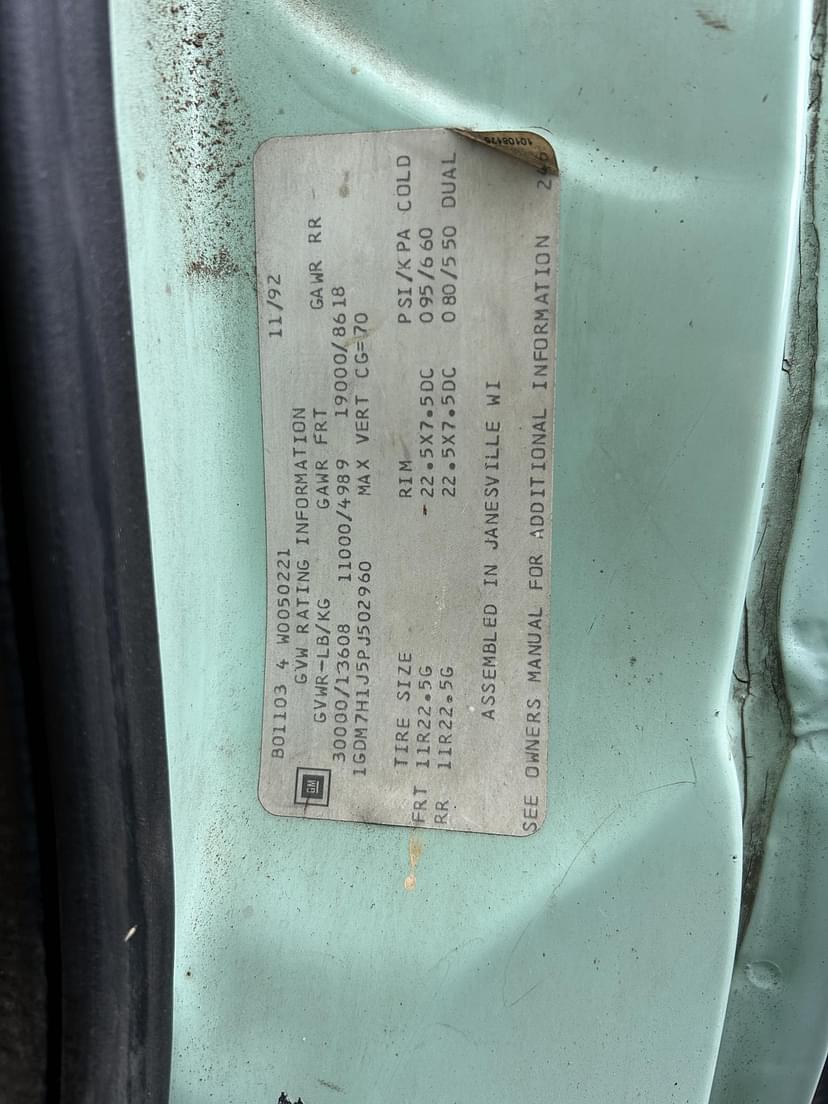 B01103 4 W0050221 11/92
GVW RATING INFORMATION
GM
GVWR-LB/KG GAWR FRT GAWR RR
30000/13608 11000/4989 19000/8618
1GDM7H1J5PJ502960 MAX VERT CG=70
TIRE SIZE RIM PSI/KPA COLD
FRT 11R22.5G 22.5X7.5DC 095/660
RR 11R22.5G 22.5X7.5DC 080/550 DUAL
ASSEMBLED IN JANESVILLE WI
SEE OWNERS MANUAL FOR ADDITIONAL INFORMATION